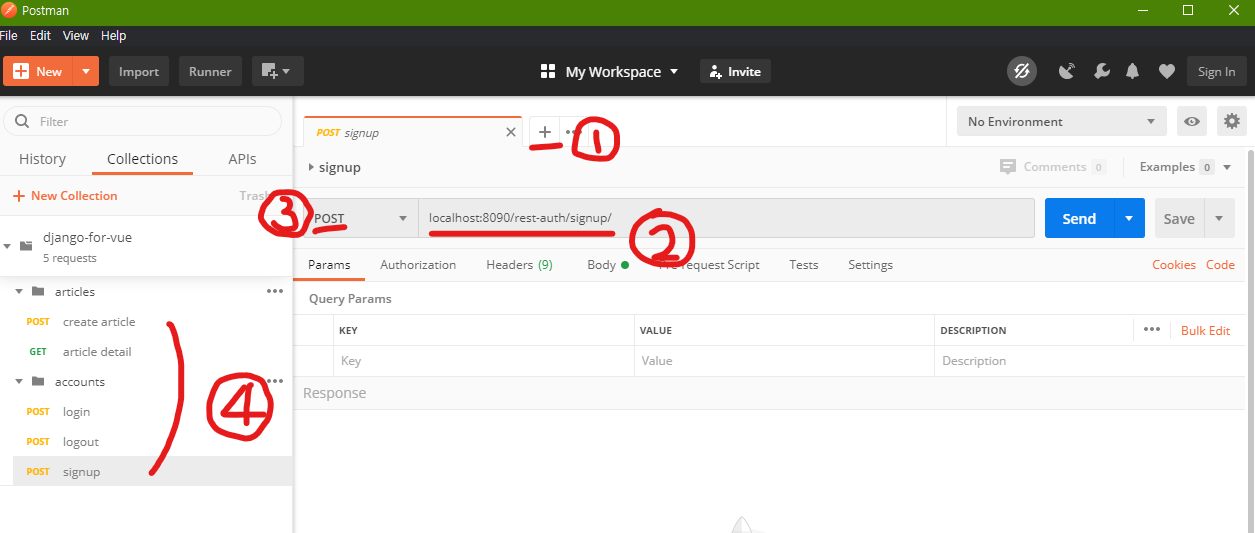 Postman
File Edit View Help
New Import Runner My Workspace Invite Sign In
Filter
History Collections APIs
New Collection
django-for-vue
5 requests
articles
POST create article
GET article detail
accounts
POST login
POST logout
POST signup
④
POST signup
①
No Environment
signup
Comments 0
Examples 0
③
POST
localhost:8090/rest-auth/signup/
②
Send
Save
Params Authorization Headers (9) Body Request Script Tests Settings
Cookies Code
Query Params
KEY VALUE DESCRIPTION
Bulk Edit
Key Value Description
Response